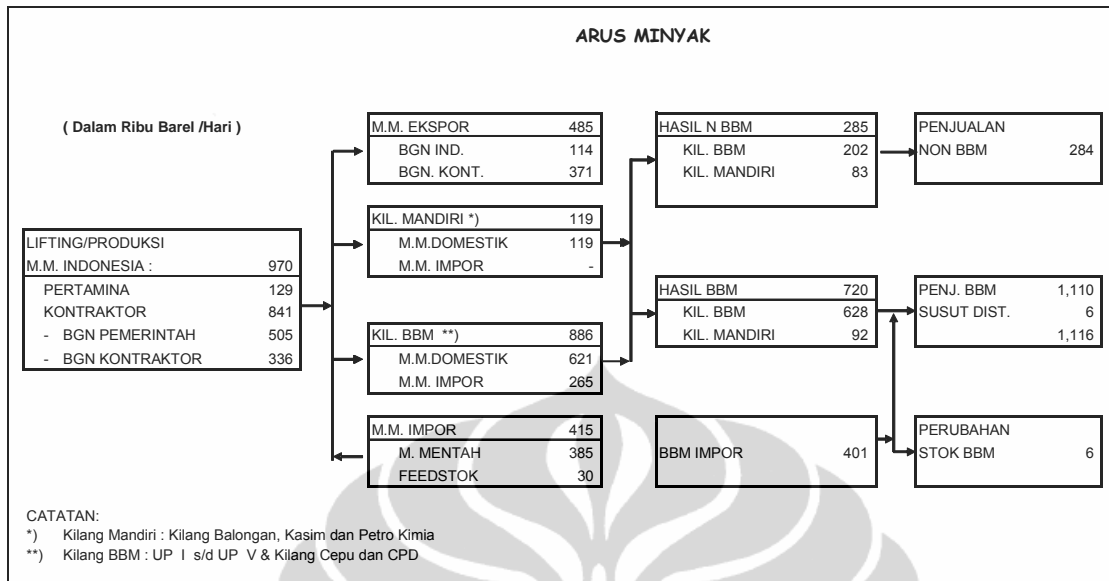 ARUS MINYAK
( Dalam Ribu Barel /Hari )
LIFTING/PRODUKSI
M.M. INDONESIA : 970
PERTAMINA 129
KONTRAKTOR 841
- BGN PEMERINTAH 505
- BGN KONTRAKTOR 336
M.M. EKSPOR 485
BGN IND. 114
BGN. KONT. 371
KIL. MANDIRI *) 119
M.M.DOMESTIK 119
M.M. IMPOR -
KIL. BBM **) 886
M.M.DOMESTIK 621
M.M. IMPOR 265
M.M. IMPOR 415
M. MENTAH 385
FEEDSTOK 30
HASIL N BBM 285
KIL. BBM 202
KIL. MANDIRI 83
HASIL BBM 720
KIL. BBM 628
KIL. MANDIRI 92
BBM IMPOR 401
PENJUALAN
NON BBM 284
PENJ. BBM 1,110
SUSUT DIST. 6
1,116
PERUBAHAN
STOK BBM 6
CATATAN:
*) Kilang Mandiri : Kilang Balongan, Kasim dan Petro Kimia
**) Kilang BBM : UP I s/d UP V & Kilang Cepu dan CPD